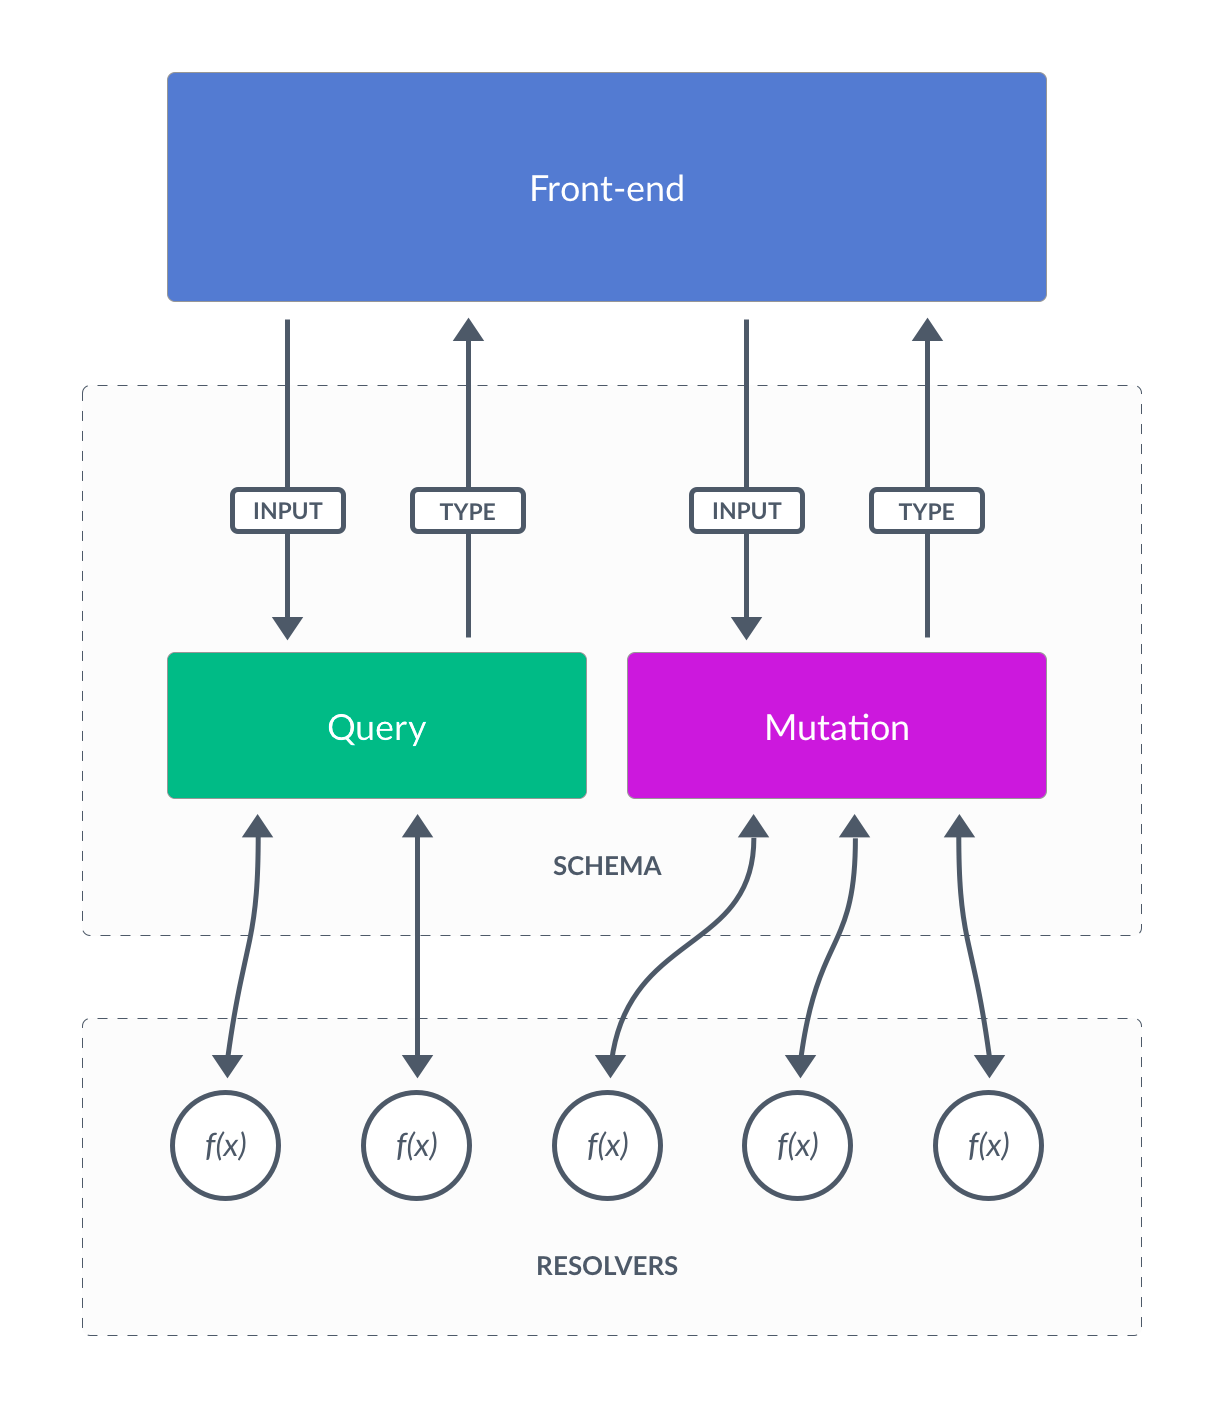 Front-end
INPUT
TYPE
INPUT
TYPE
Query
Mutation
SCHEMA
f(x)
f(x)
f(x)
f(x)
f(x)
RESOLVERS